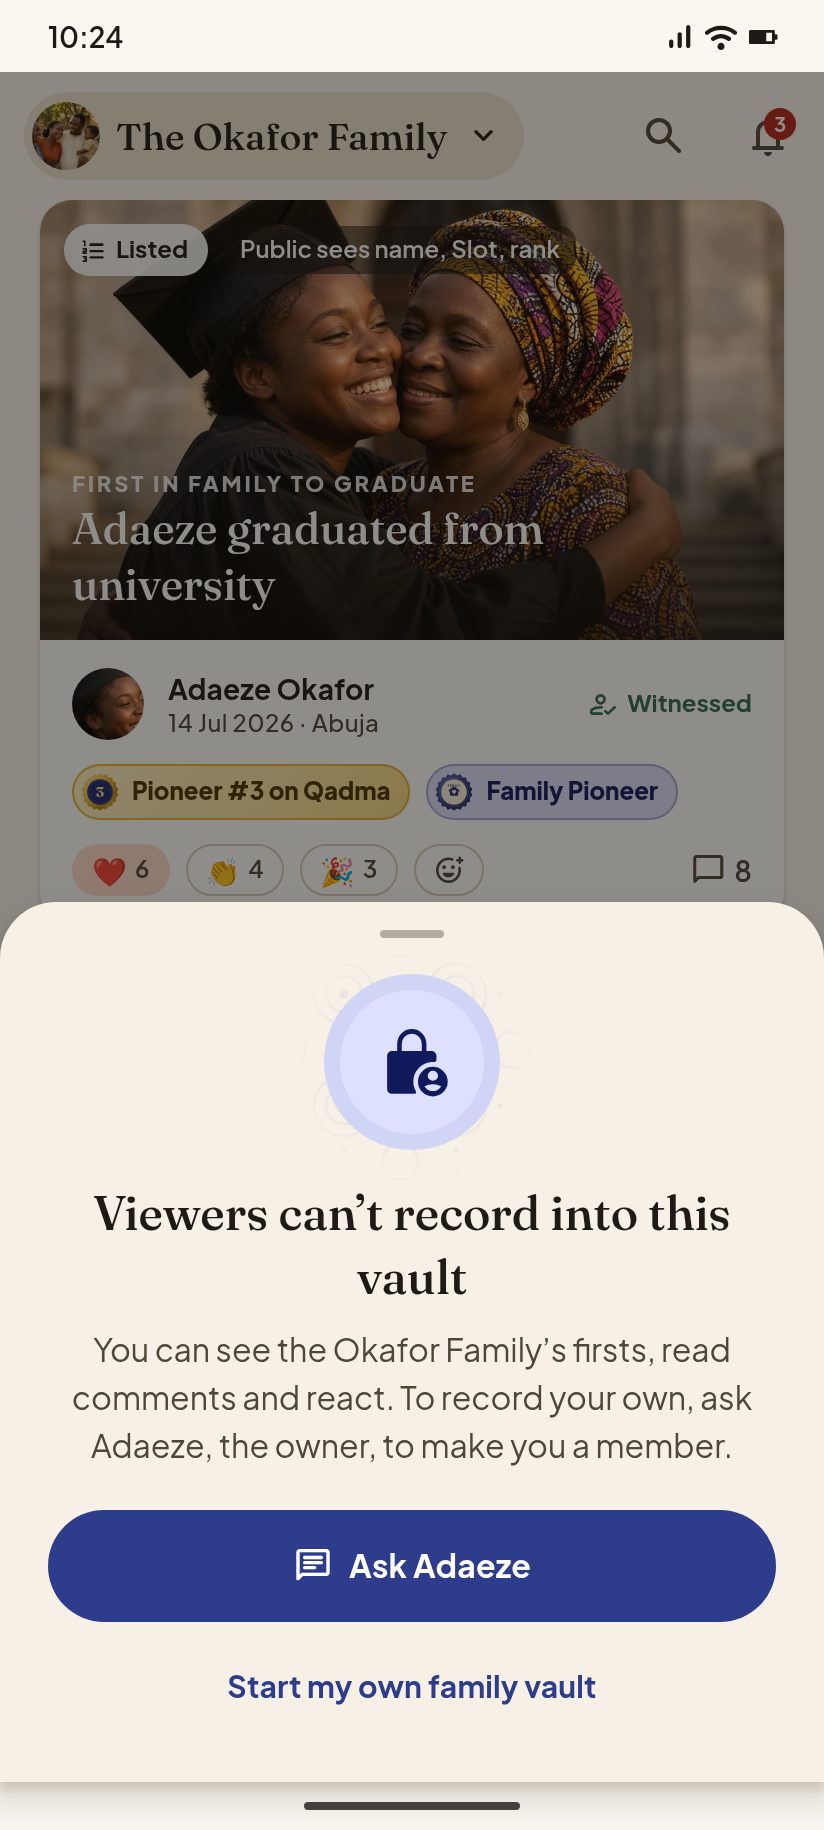 10:24
The Okafor Family
3
Listed
Public sees name, Slot, rank
FIRST IN FAMILY TO GRADUATE
Adaeze graduated from
university
Adaeze Okafor
14 Jul 2026 · Abuja
Witnessed
3 Pioneer #3 on Qadma
Family Pioneer
❤️ 6
👏 4
🎉 3
8
Viewers can’t record into this
vault
You can see the Okafor Family’s firsts, read
comments and react. To record your own, ask
Adaeze, the owner, to make you a member.
Ask Adaeze
Start my own family vault